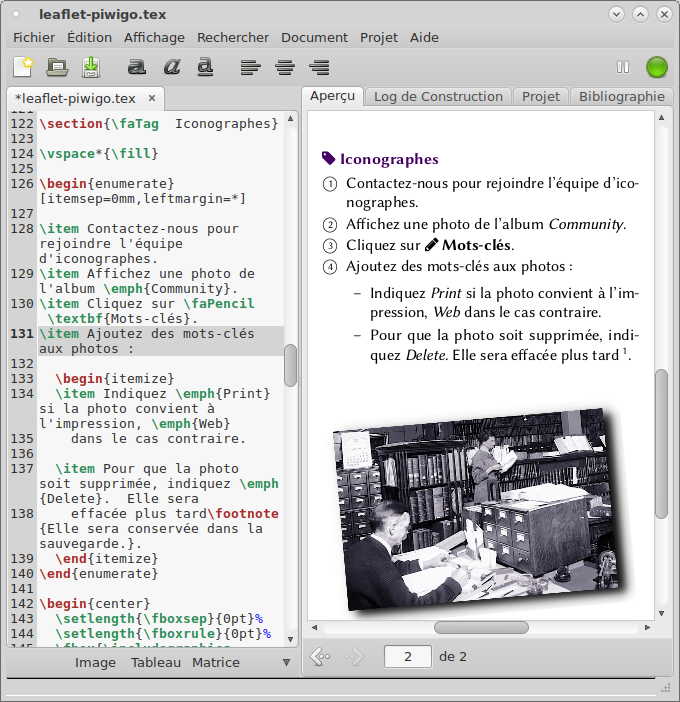 leaflet-piwigo.tex
Fichier Édition Affichage Rechercher Document Projet Aide
a a a
*leaflet-piwigo.tex ×
122 \section{\faTag  Iconographes}
123
124 \vspace*{\fill}
125
126 \begin{enumerate}
[itemsep=0mm,leftmargin=*]
127
128 \item Contactez-nous pour
rejoindre l'équipe
d'iconographes.
129 \item Affichez une photo de
l'album \emph{Community}.
130 \item Cliquez sur \faPencil
\textbf{Mots-clés}.
131 \item Ajoutez des mots-clés
aux photos :
132
133 \begin{itemize}
134 \item Indiquez \emph{Print}
si la photo convient à
l'impression, \emph{Web}
135 dans le cas contraire.
136
137 \item Pour que la photo
soit supprimée, indiquez \emph
{Delete}.  Elle sera
138 effacée plus tard\footnote
{Elle sera conservée dans la
sauvegarde.}.
139 \end{itemize}
140 \end{enumerate}
141
142 \begin{center}
143 \setlength{\fboxsep}{0pt}%
144 \setlength{\fboxrule}{0pt}%
Image Tableau Matrice
Aperçu Log de Construction Projet Bibliographie
Iconographes
1 Contactez-nous pour rejoindre l'équipe d'ico-
nographes.
2 Affichez une photo de l'album Community.
3 Cliquez sur Mots-clés.
4 Ajoutez des mots-clés aux photos :
– Indiquez Print si la photo convient à l'im-
pression, Web dans le cas contraire.
– Pour que la photo soit supprimée, indi-
quez Delete. Elle sera effacée plus tard 1.
2 de 2